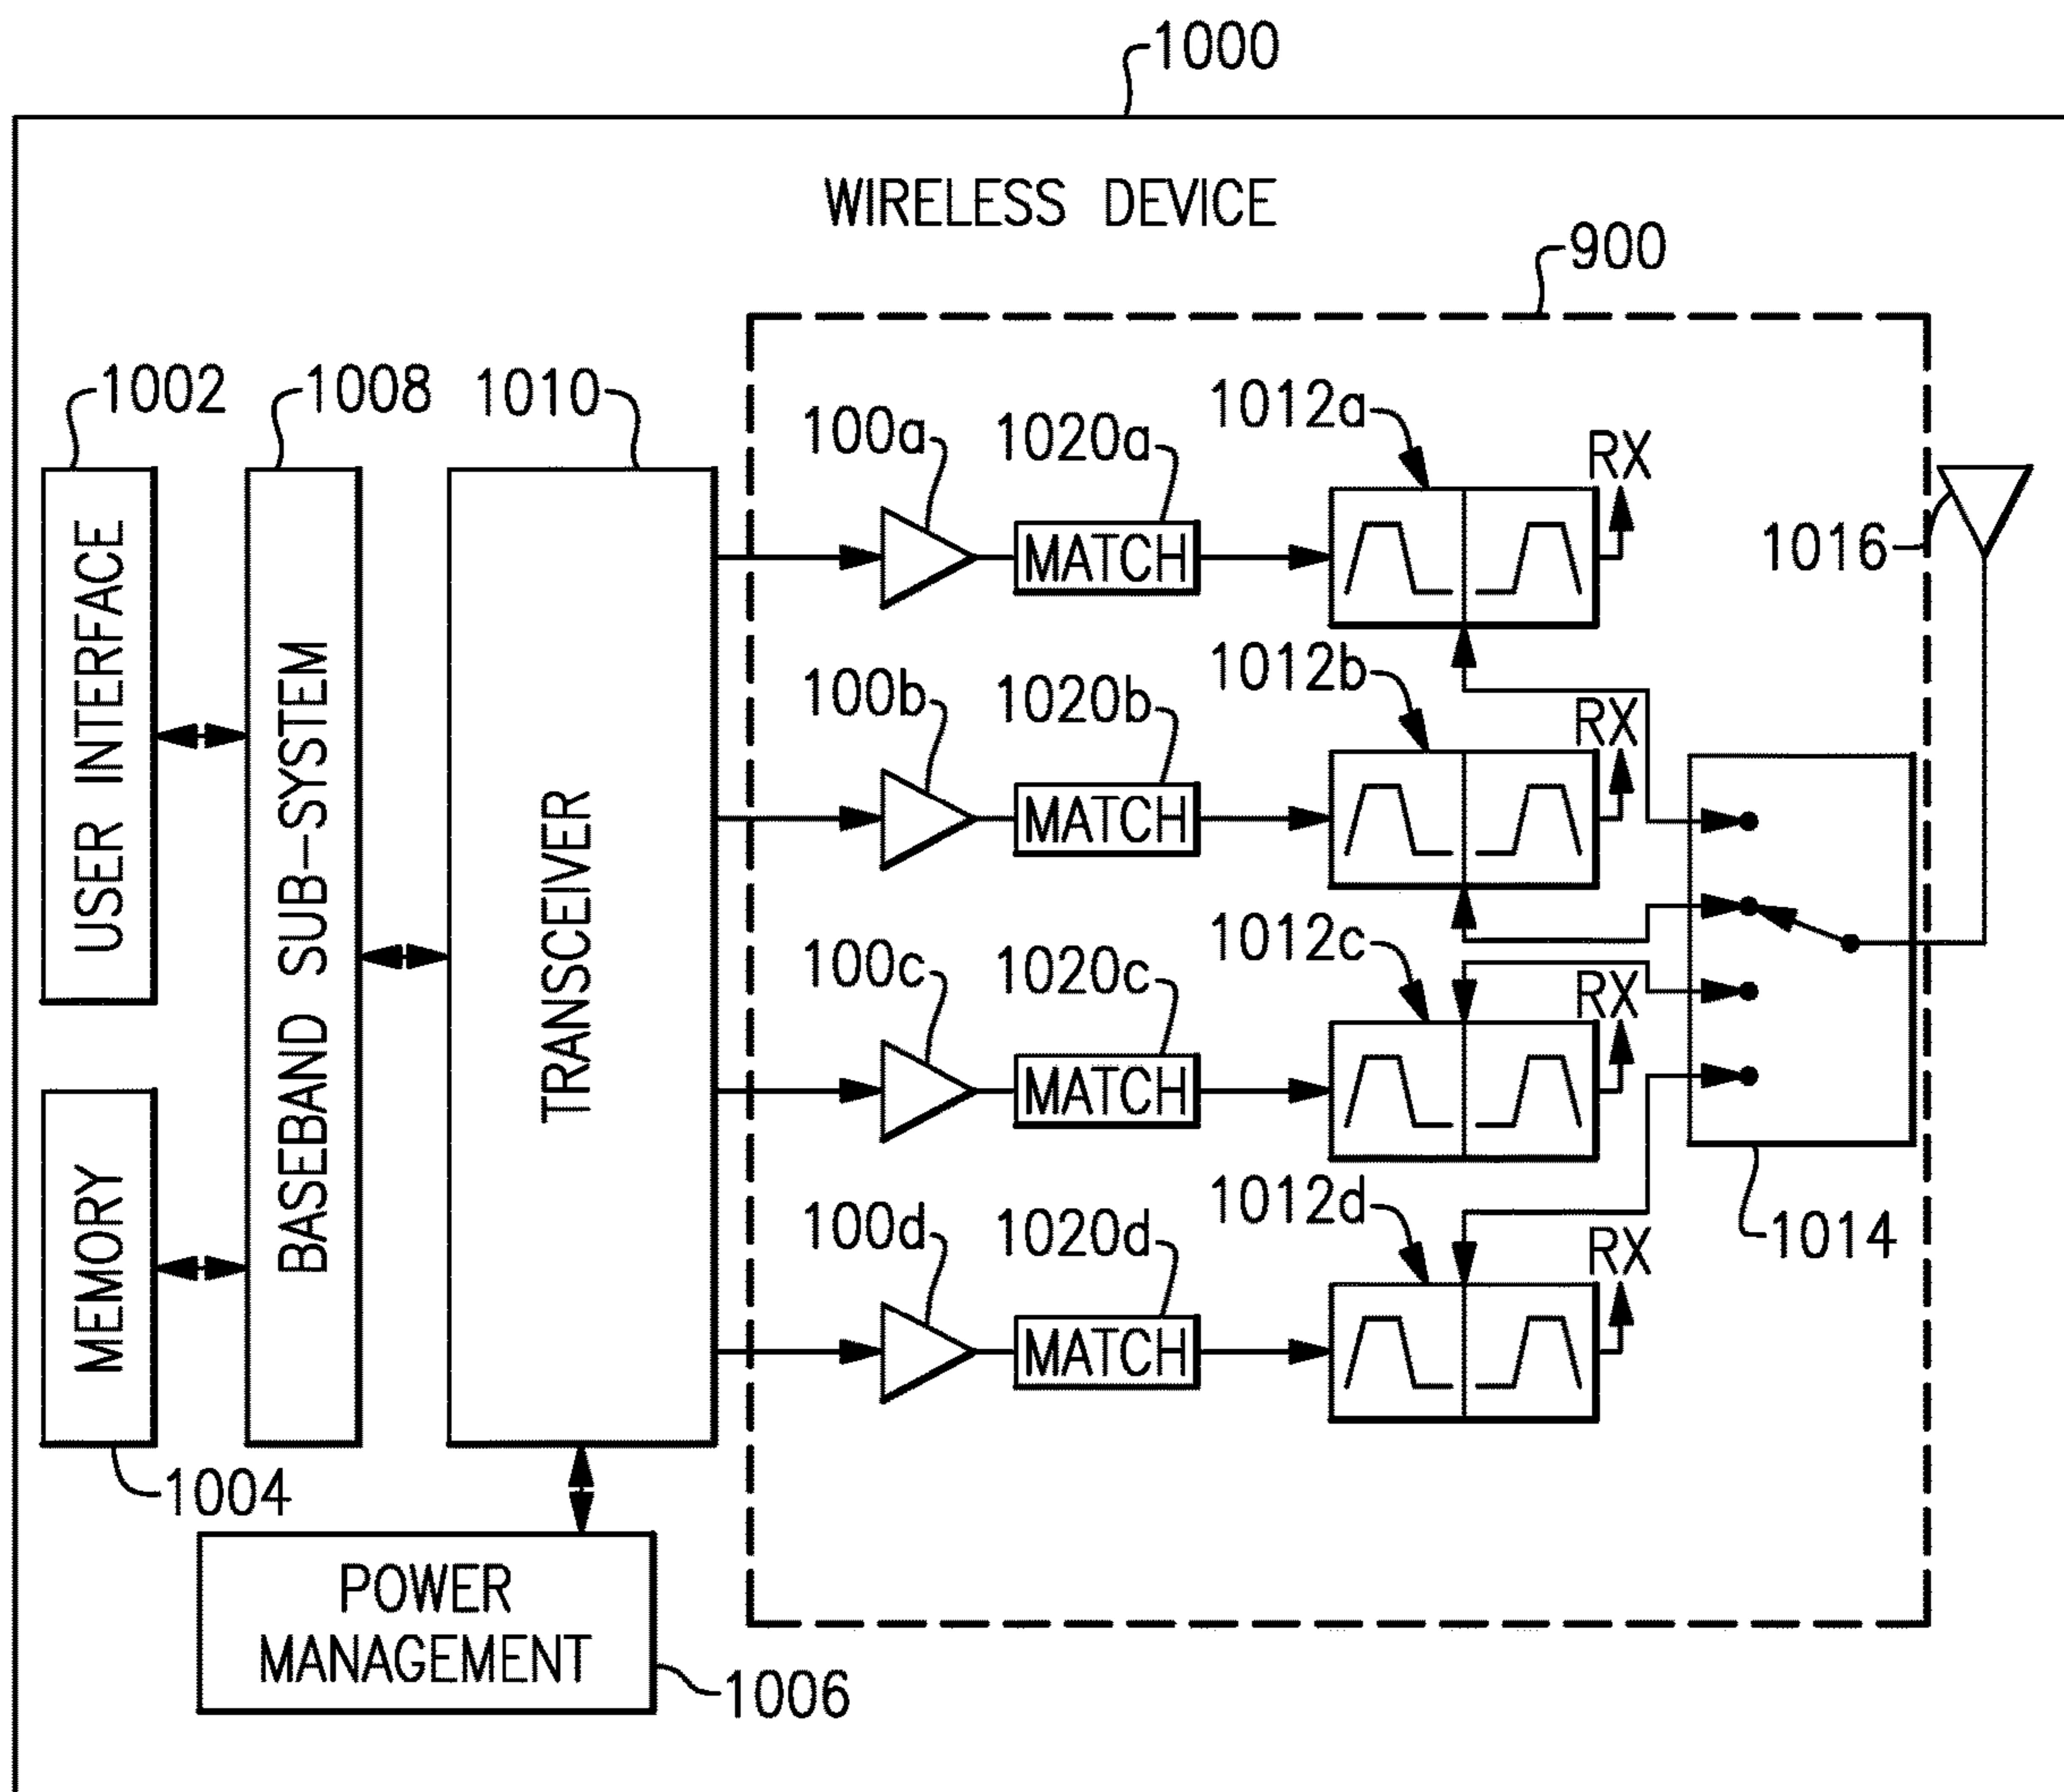 1000
WIRELESS DEVICE
900
1002
1008
1010
100a
1020a
1012a
RX
1016
USER INTERFACE
BASEBAND SUB-SYSTEM
TRANSCEIVER
MATCH
100b
1020b
1012b
RX
MATCH
100c
1020c
1012c
RX
MATCH
MEMORY
100d
1020d
1012d
RX
1014
MATCH
1004
POWER
MANAGEMENT
1006